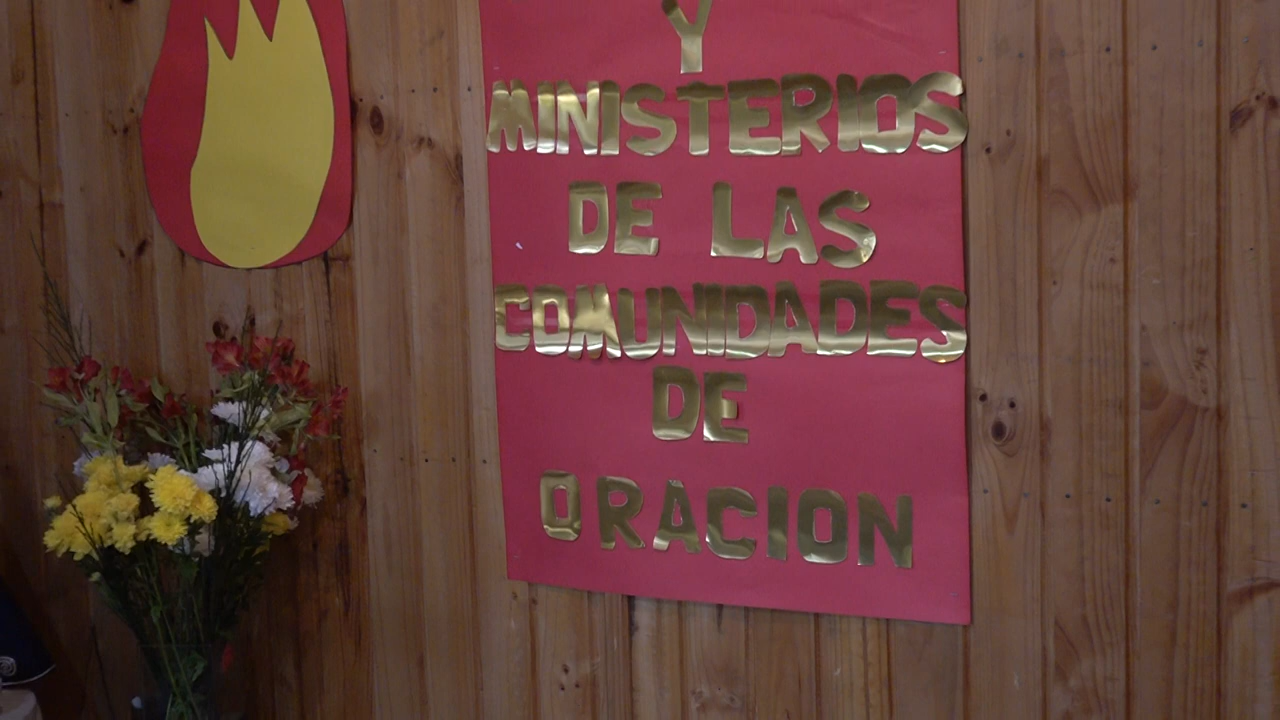 Y
MINISTERIOS
DE LAS
COMUNIDADES
DE
ORACION